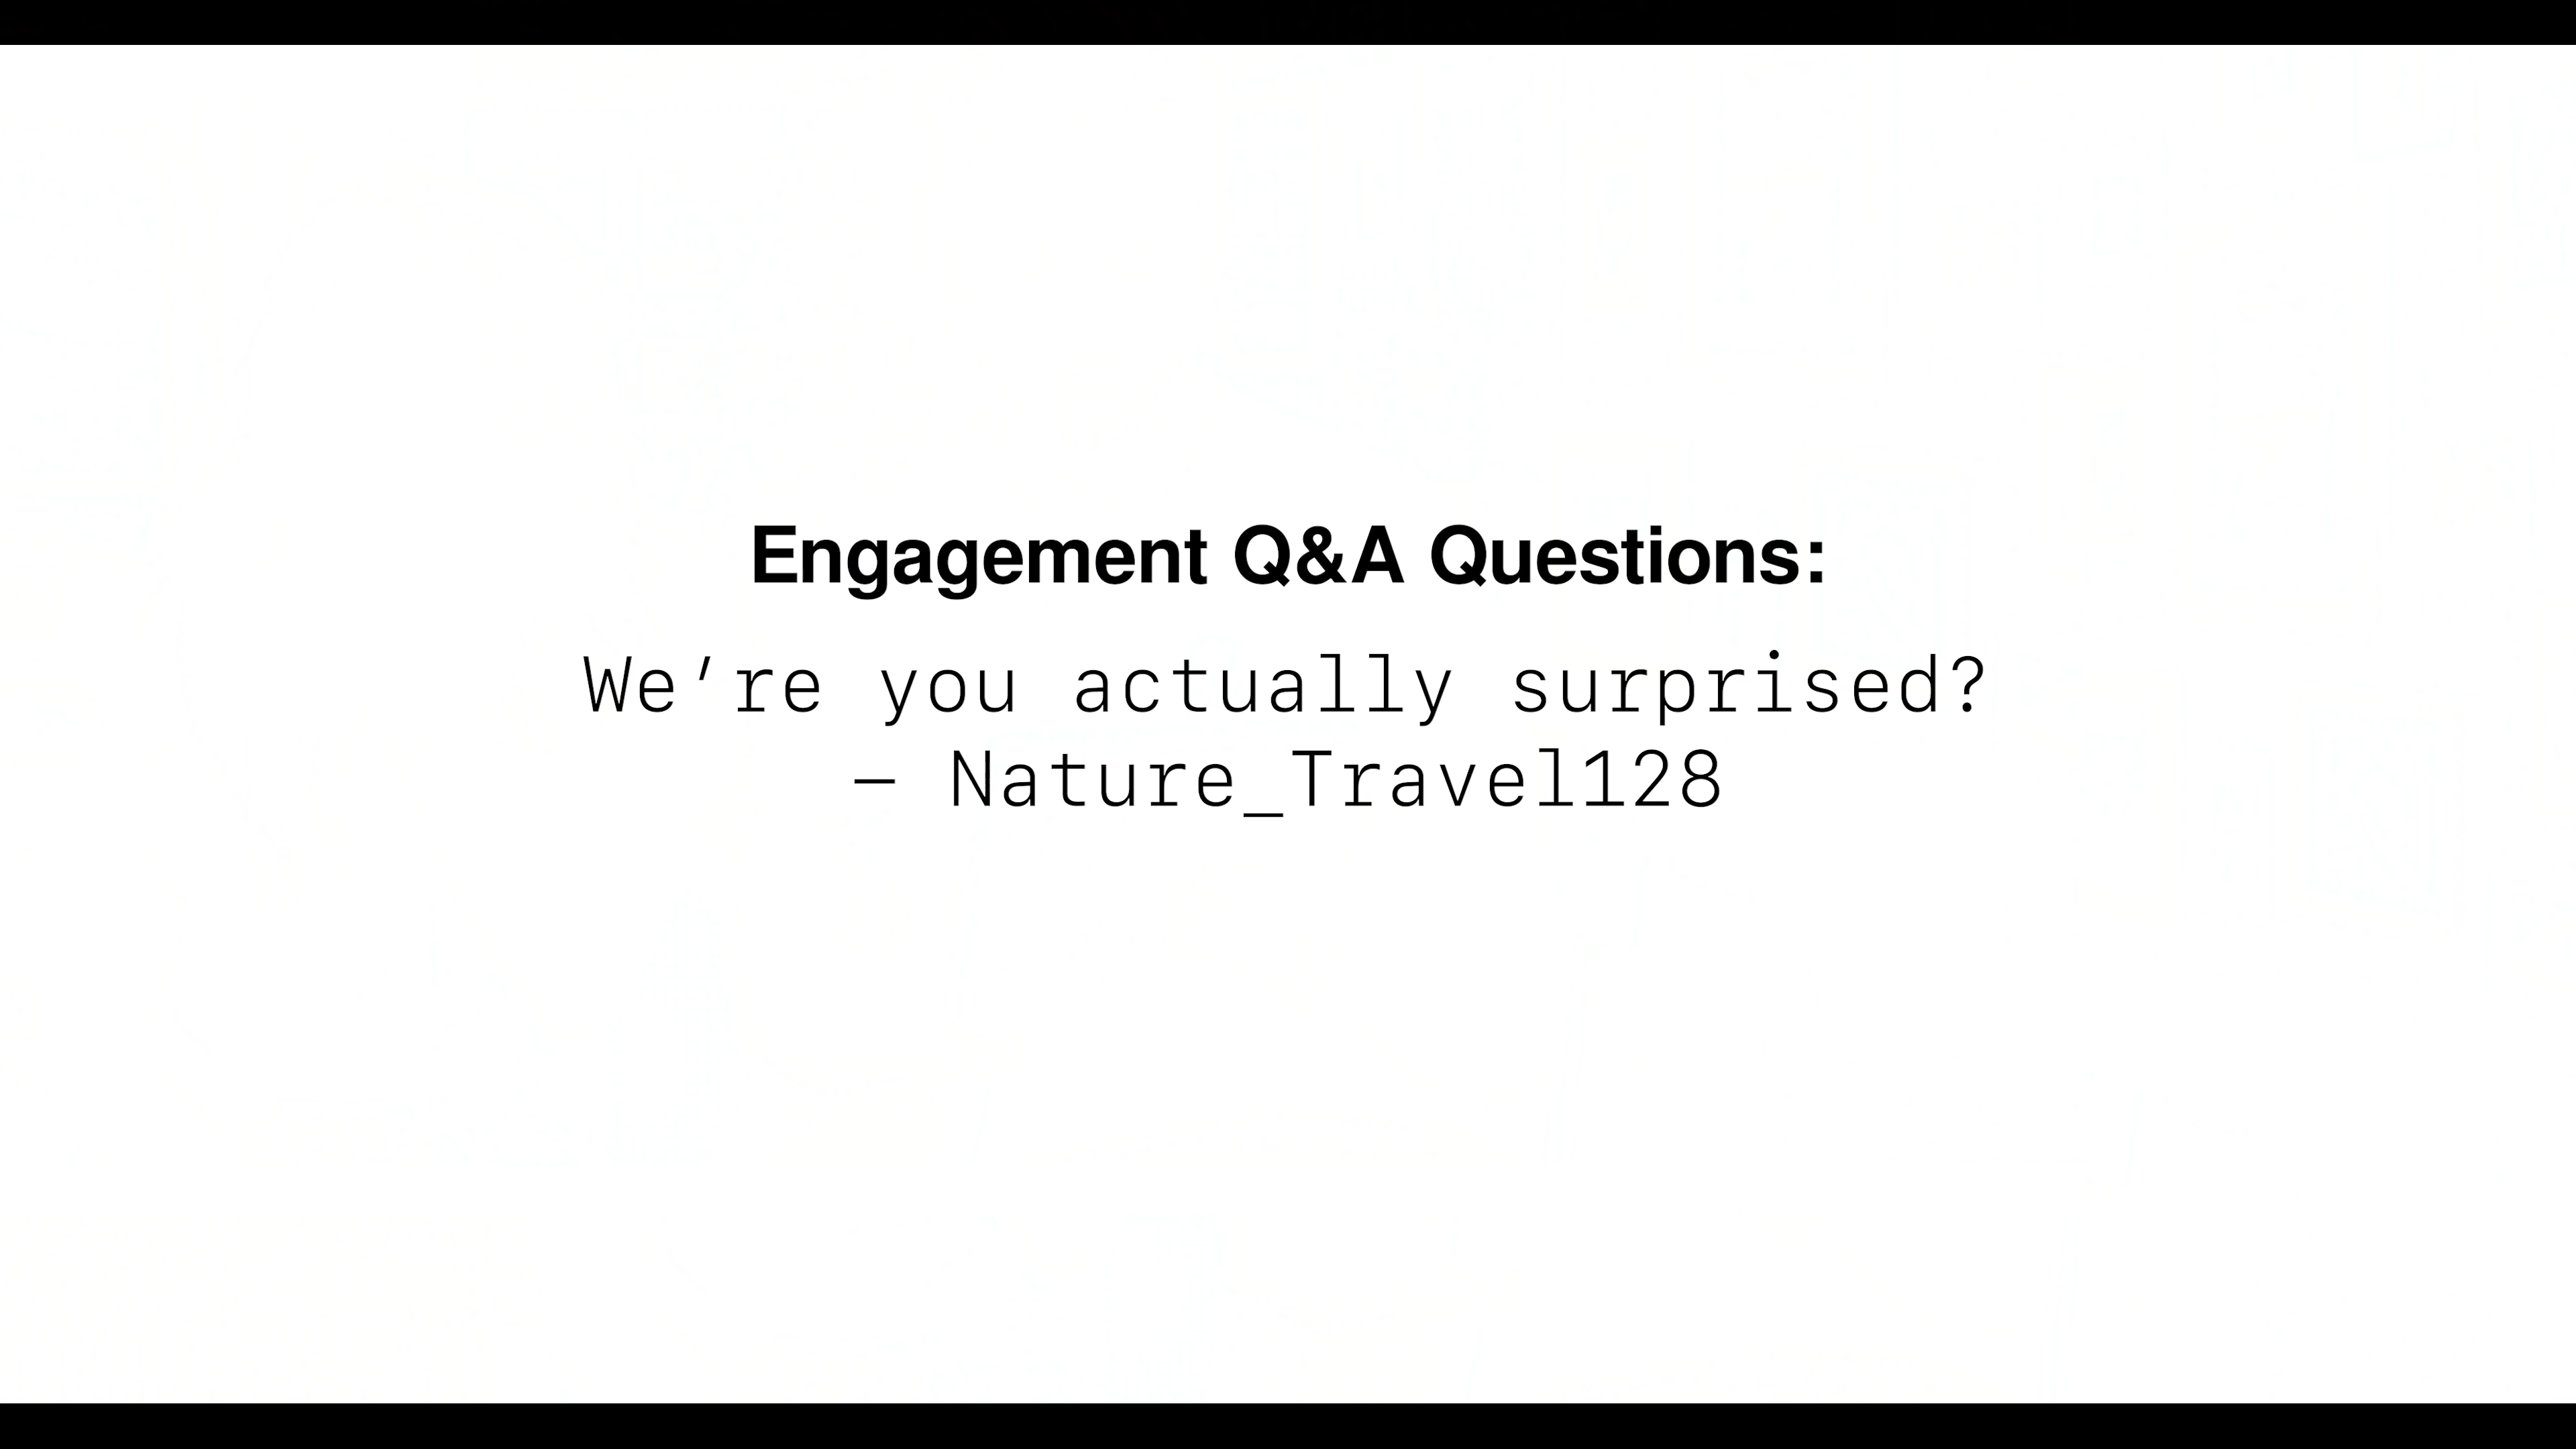 Engagement Q&A Questions:
We’re you actually surprised?
– Nature_Travel128